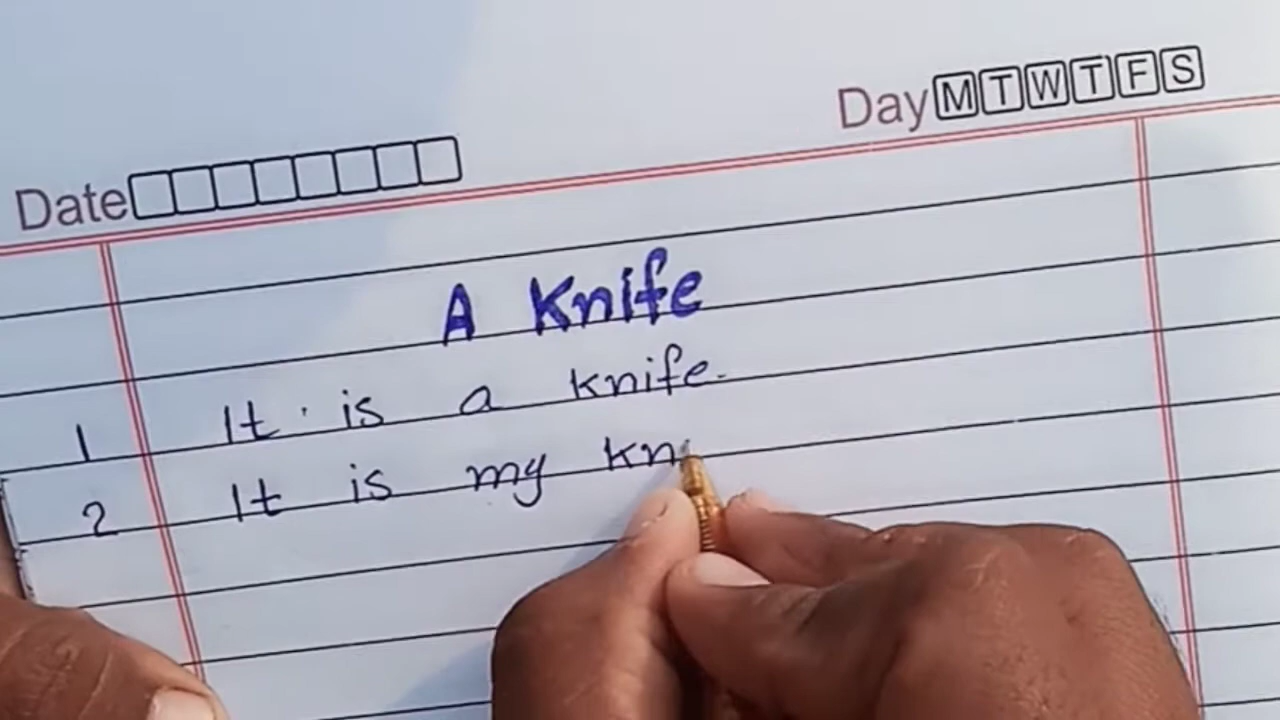 Day M T W T F S
Date
A Knife
1 It is a knife.
2 It is my kn